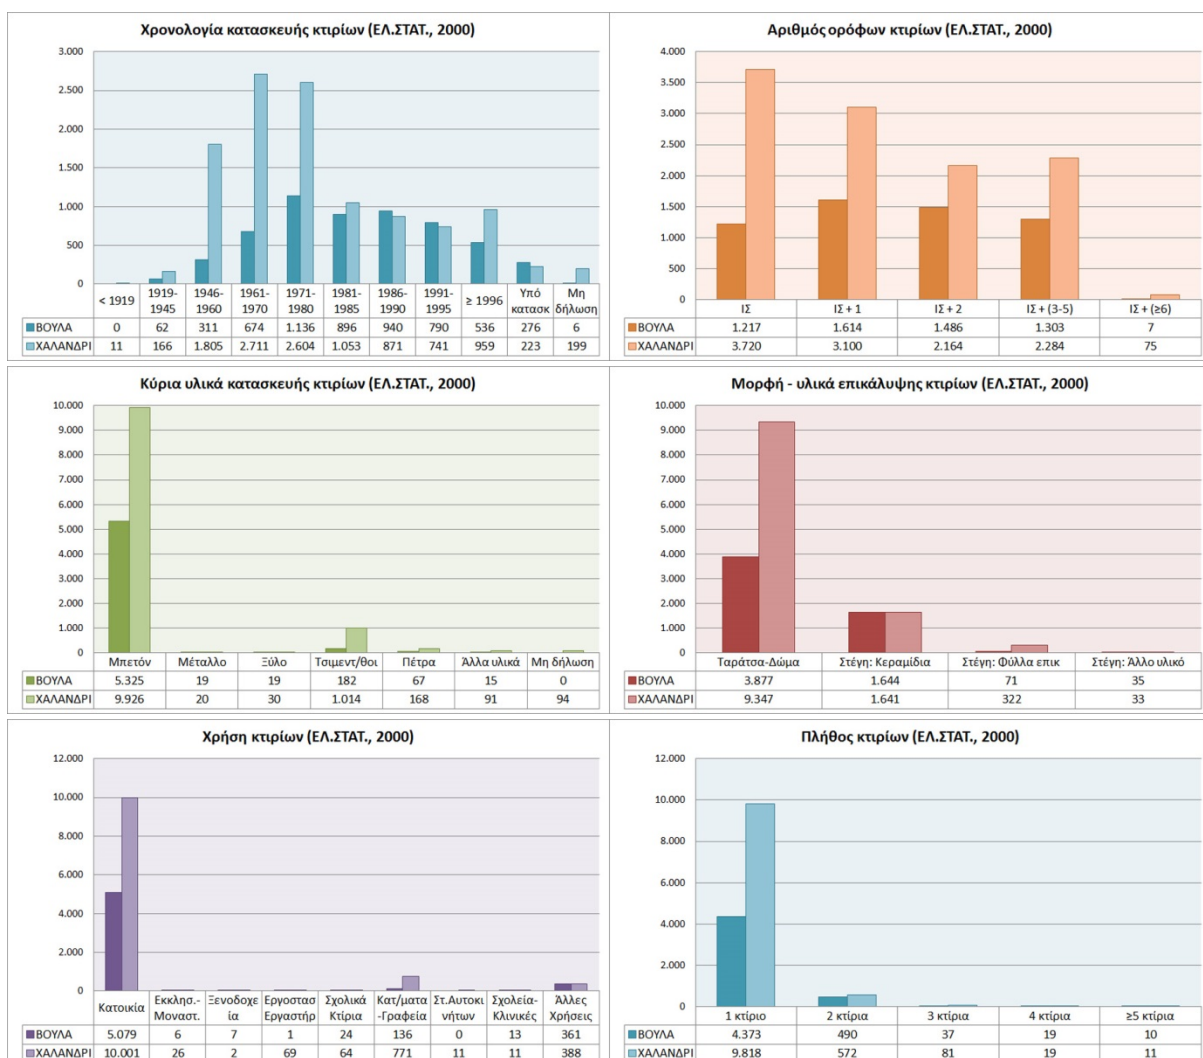 Χρονολογία κατασκευής κτιρίων (ΕΛ.ΣΤΑΤ., 2000)
3.000
2.500
2.000
1.500
1.000
500
0
< 1919 1919-1945 1946-1960 1961-1970 1971-1980 1981-1985 1986-1990 1991-1995 ≥ 1996 Υπό κατασκ Μη δήλωση
ΒΟΥΛΑ 0 62 311 674 1.136 896 940 790 536 276 6
ΧΑΛΑΝΔΡΙ 11 166 1.805 2.711 2.604 1.053 871 741 959 223 199
Αριθμός ορόφων κτιρίων (ΕΛ.ΣΤΑΤ., 2000)
4.000
3.500
3.000
2.500
2.000
1.500
1.000
500
0
ΙΣ ΙΣ + 1 ΙΣ + 2 ΙΣ + (3-5) ΙΣ + (≥6)
ΒΟΥΛΑ 1.217 1.614 1.486 1.303 7
ΧΑΛΑΝΔΡΙ 3.720 3.100 2.164 2.284 75
Κύρια υλικά κατασκευής κτιρίων (ΕΛ.ΣΤΑΤ., 2000)
10.000
9.000
8.000
7.000
6.000
5.000
4.000
3.000
2.000
1.000
0
Μπετόν Μέταλλο Ξύλο Τσιμεντ/θοι Πέτρα Άλλα υλικά Μη δήλωση
ΒΟΥΛΑ 5.325 19 19 182 67 15 0
ΧΑΛΑΝΔΡΙ 9.926 20 30 1.014 168 91 94
Μορφή - υλικά επικάλυψης κτιρίων (ΕΛ.ΣΤΑΤ., 2000)
10.000
9.000
8.000
7.000
6.000
5.000
4.000
3.000
2.000
1.000
0
Ταράτσα-Δώμα Στέγη: Κεραμίδια Στέγη: Φύλλα επικ Στέγη: Άλλο υλικό
ΒΟΥΛΑ 3.877 1.644 71 35
ΧΑΛΑΝΔΡΙ 9.347 1.641 322 33
Χρήση κτιρίων (ΕΛ.ΣΤΑΤ., 2000)
12.000
10.000
8.000
6.000
4.000
2.000
0
Κατοικία Εκκλησ.-Μοναστ. Ξενοδοχεία Εργοστασ Εργαστήρ Σχολικά Κτίρια Κατ/ματα-Γραφεία Στ.Αυτοκινήτων Σχολεία-Κλινικές Άλλες Χρήσεις
ΒΟΥΛΑ 5.079 6 7 1 24 136 0 13 361
ΧΑΛΑΝΔΡΙ 10.001 26 2 69 64 771 11 11 388
Πλήθος κτιρίων (ΕΛ.ΣΤΑΤ., 2000)
12.000
10.000
8.000
6.000
4.000
2.000
0
1 κτίριο 2 κτίρια 3 κτίρια 4 κτίρια ≥5 κτίρια
ΒΟΥΛΑ 4.373 490 37 19 10
ΧΑΛΑΝΔΡΙ 9.818 572 81 19 11